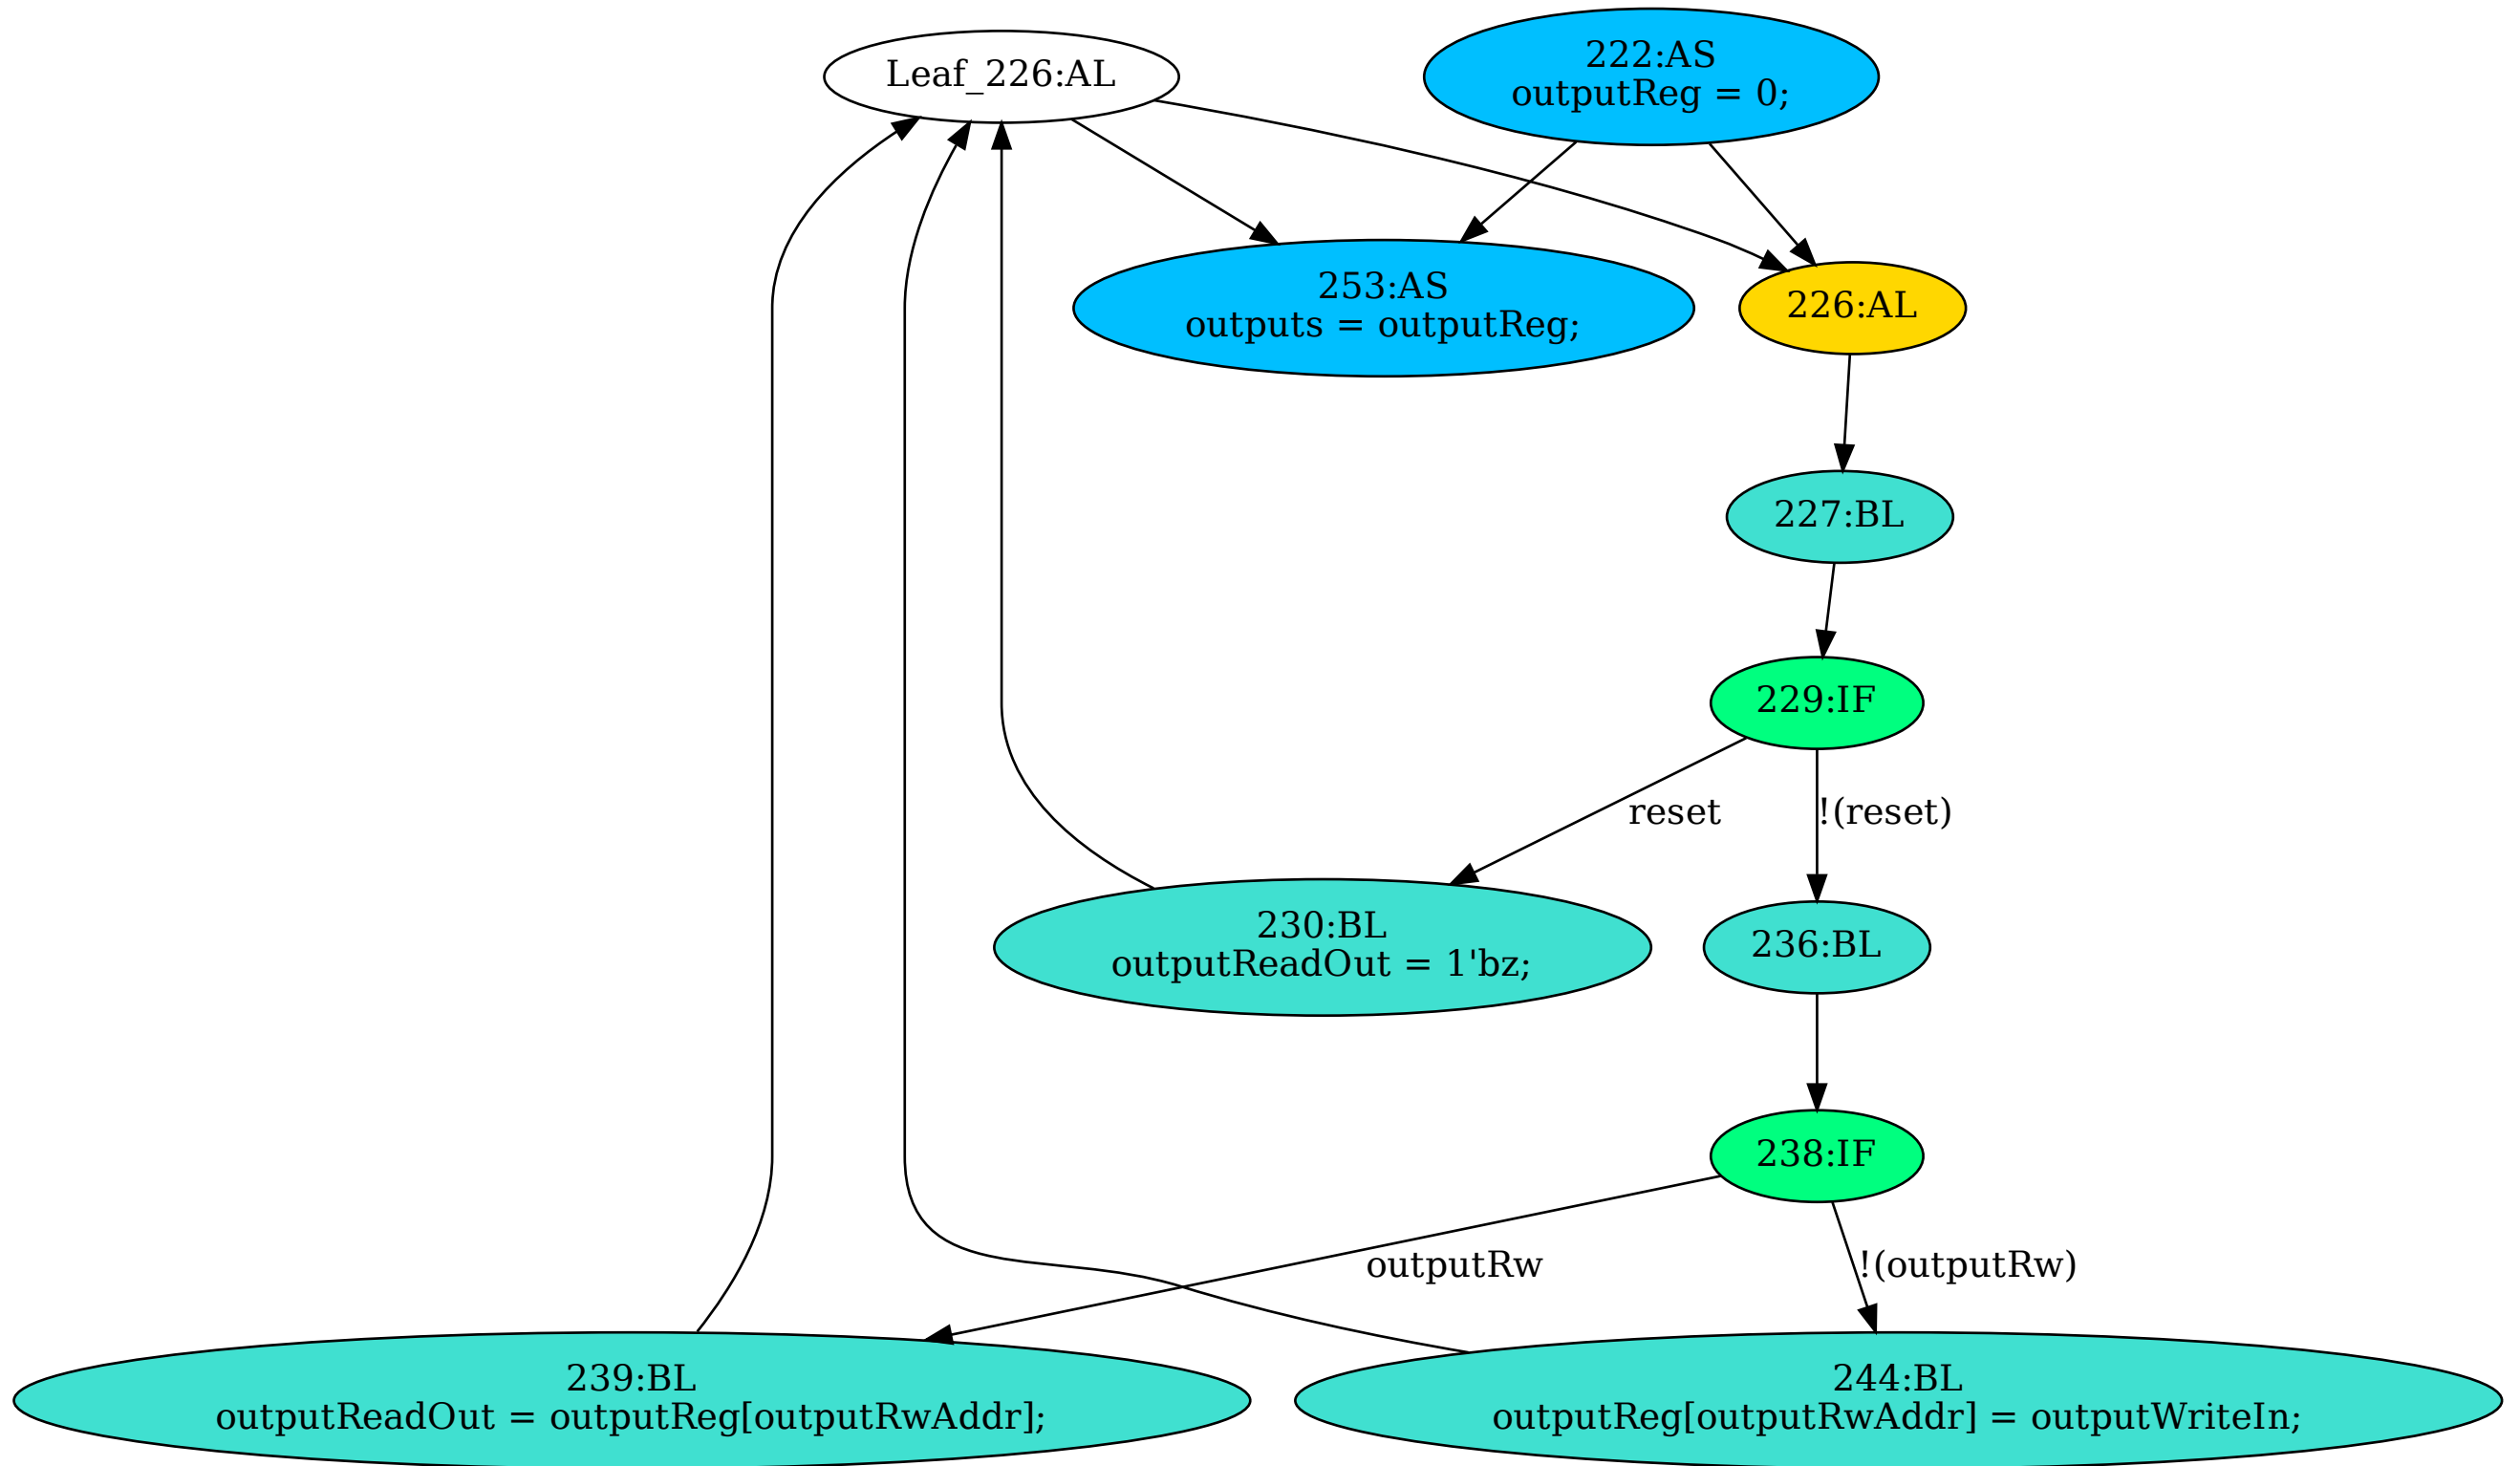 Leaf_226:AL
222:AS
outputReg = 0;
253:AS
outputs = outputReg;
226:AL
227:BL
229:IF
reset
!(reset)
230:BL
outputReadOut = 1'bz;
236:BL
238:IF
outputRw
!(outputRw)
239:BL
outputReadOut = outputReg[outputRwAddr];
244:BL
outputReg[outputRwAddr] = outputWriteIn;